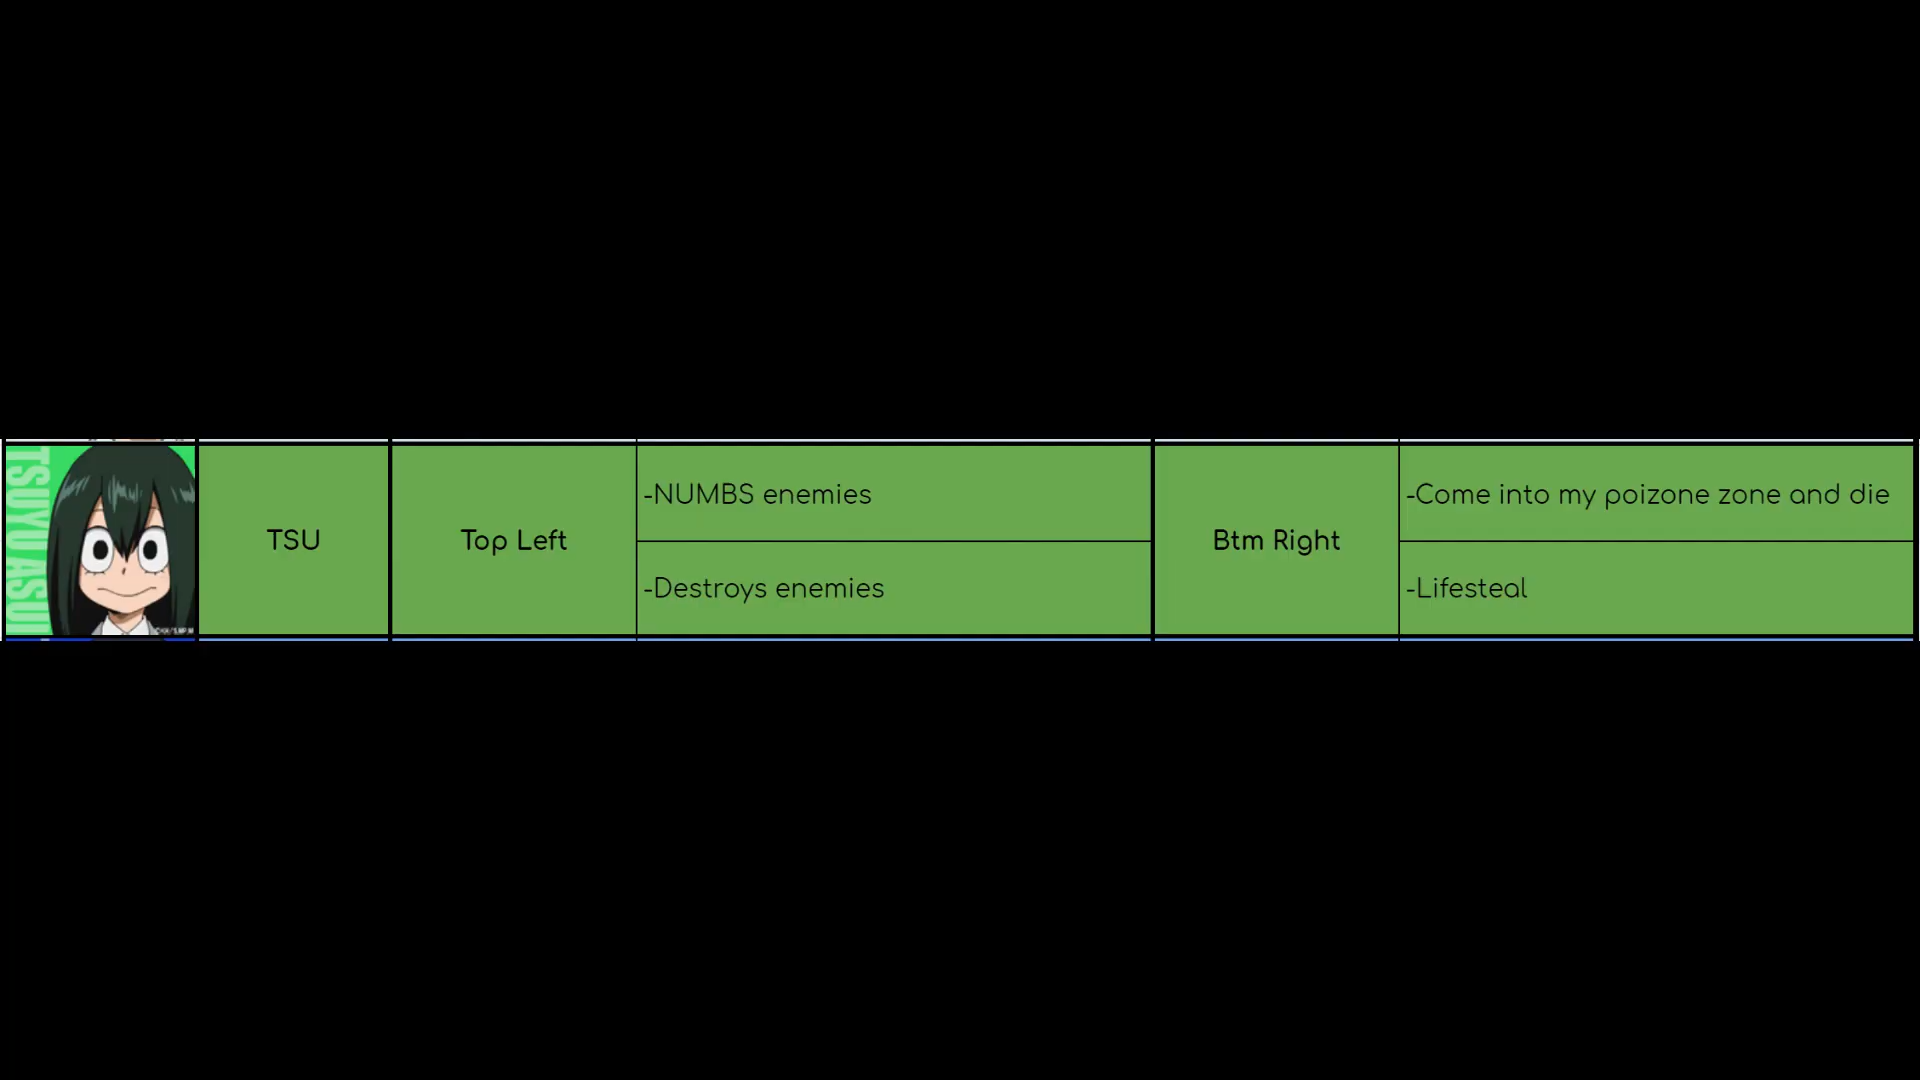 TSUYU ASUI
TSU
Top Left
-NUMBS enemies
-Destroys enemies
Btm Right
-Come into my poizone zone and die
-Lifesteal